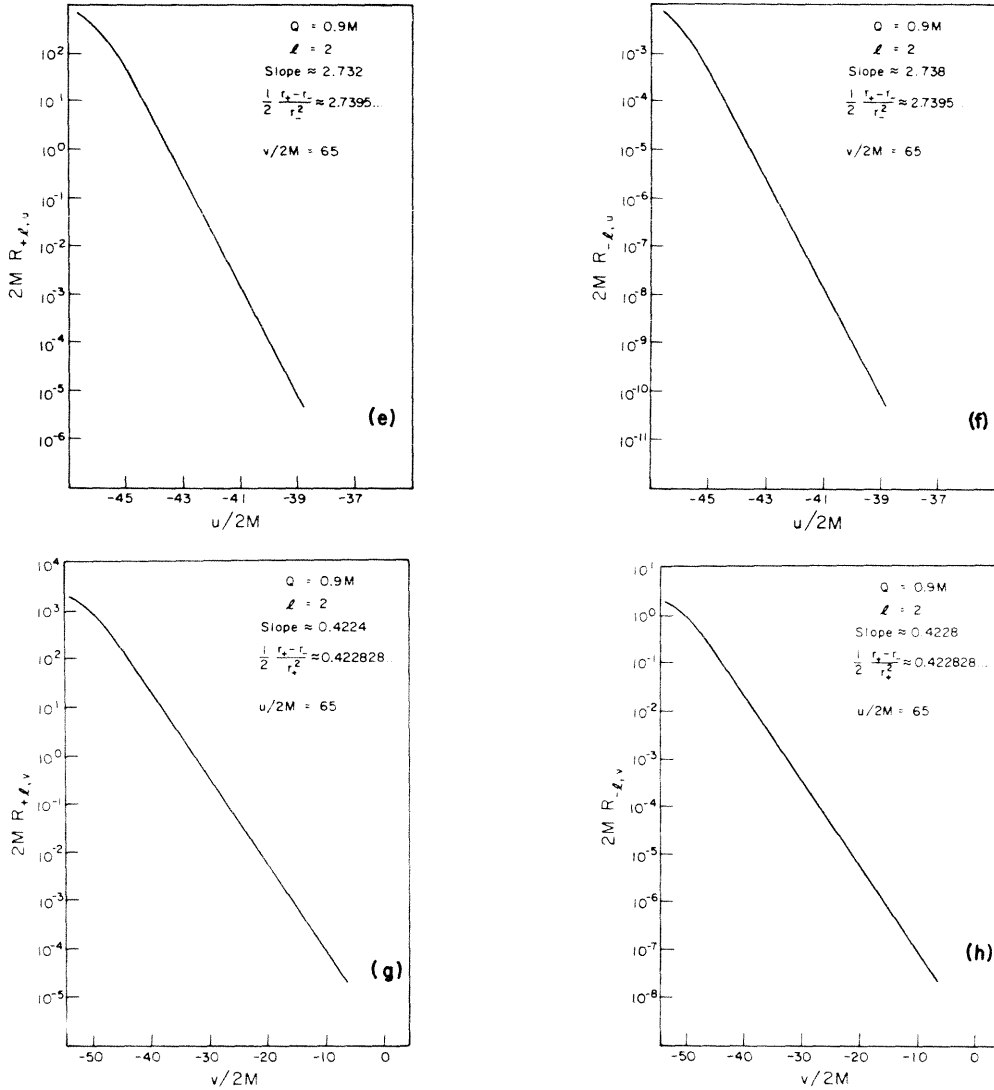 Q = 0.9M
ℓ = 2
Slope ≈ 2.732
1/2 (r₊ − r₋)/r₋² ≈ 2.7395...
v/2M = 65
10²
10¹
10⁰
10⁻¹
10⁻²
10⁻³
10⁻⁴
10⁻⁵
10⁻⁶
2M R₊ℓ,u
(e)
-45 -43 -41 -39 -37
u/2M
Q = 0.9M
ℓ = 2
Slope ≈ 2.738
1/2 (r₊ − r₋)/r₋² ≈ 2.7395...
v/2M = 65
10⁻³
10⁻⁴
10⁻⁵
10⁻⁶
10⁻⁷
10⁻⁸
10⁻⁹
10⁻¹⁰
10⁻¹¹
2M R₋ℓ,u
(f)
-45 -43 -41 -39 -37
u/2M
Q = 0.9M
ℓ = 2
Slope ≈ 0.4224
1/2 (r₊ − r₋)/r₊² ≈ 0.422828...
u/2M = 65
10⁴
10³
10²
10¹
10⁰
10⁻¹
10⁻²
10⁻³
10⁻⁴
10⁻⁵
2M R₊ℓ,v
(g)
-50 -40 -30 -20 -10 0
v/2M
Q = 0.9M
ℓ = 2
Slope ≈ 0.4228
1/2 (r₊ − r₋)/r₊² ≈ 0.422828...
u/2M = 65
10¹
10⁰
10⁻¹
10⁻²
10⁻³
10⁻⁴
10⁻⁵
10⁻⁶
10⁻⁷
10⁻⁸
2M R₋ℓ,v
(h)
-50 -40 -30 -20 -10 0
v/2M